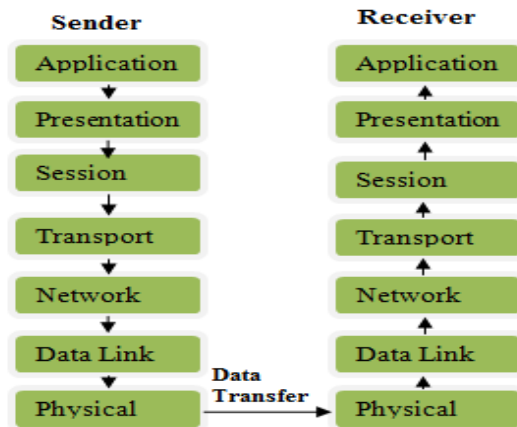 Sender
Application
Presentation
Session
Transport
Network
Data Link
Physical
Data
Transfer
Receiver
Application
Presentation
Session
Transport
Network
Data Link
Physical